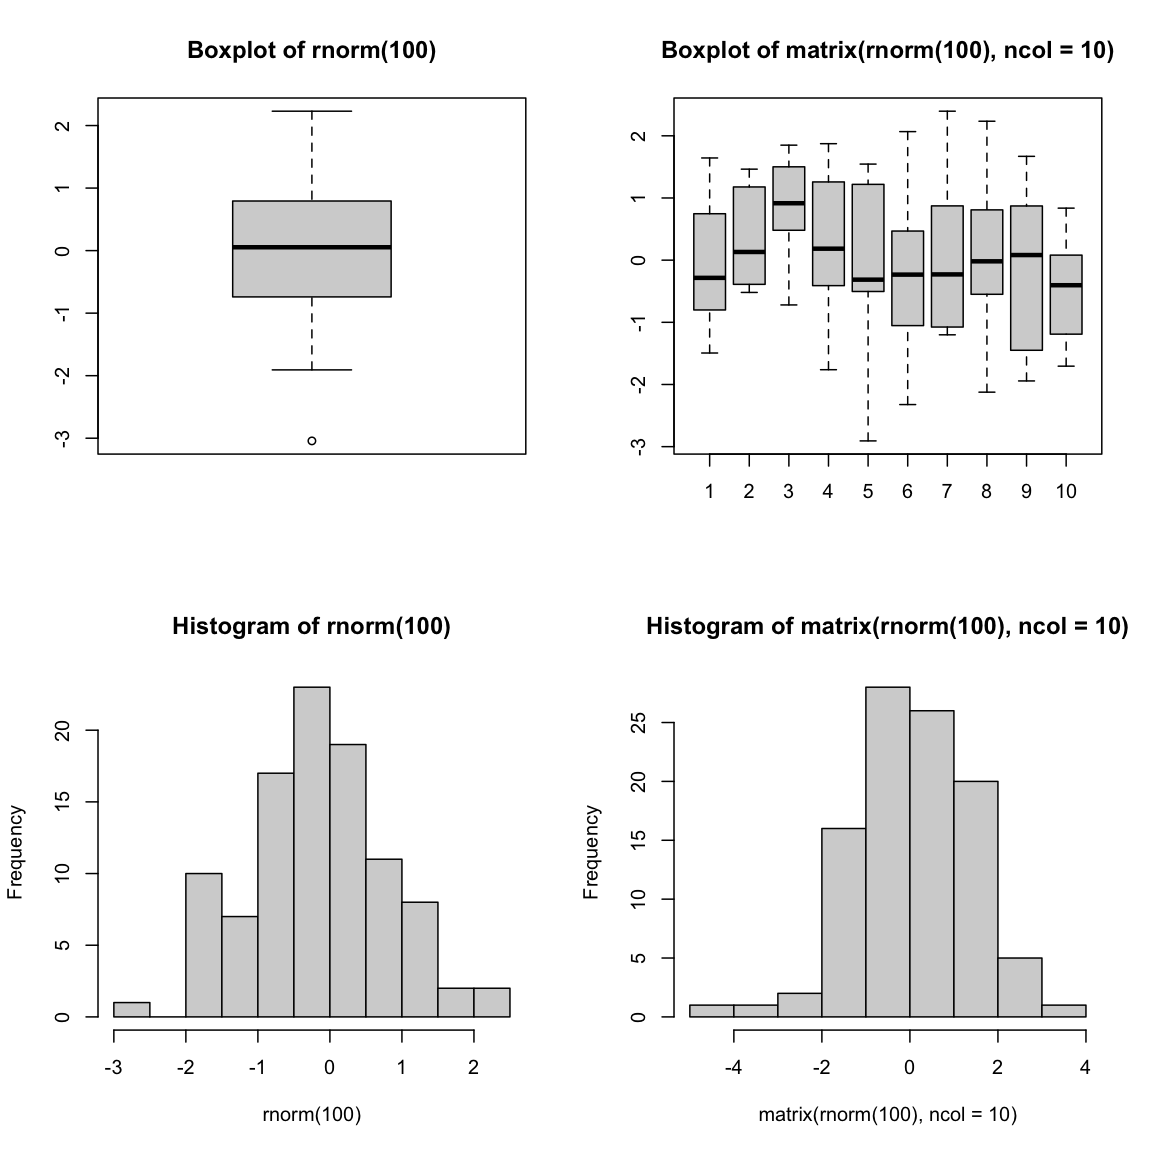 Boxplot of rnorm(100)
2
1
0
-1
-2
-3
Boxplot of matrix(rnorm(100), ncol = 10)
2
1
0
-1
-2
-3
1 2 3 4 5 6 7 8 9 10
Histogram of rnorm(100)
Frequency
20
15
10
5
0
-3 -2 -1 0 1 2
rnorm(100)
Histogram of matrix(rnorm(100), ncol = 10)
Frequency
25
20
15
10
5
0
-4 -2 0 2 4
matrix(rnorm(100), ncol = 10)